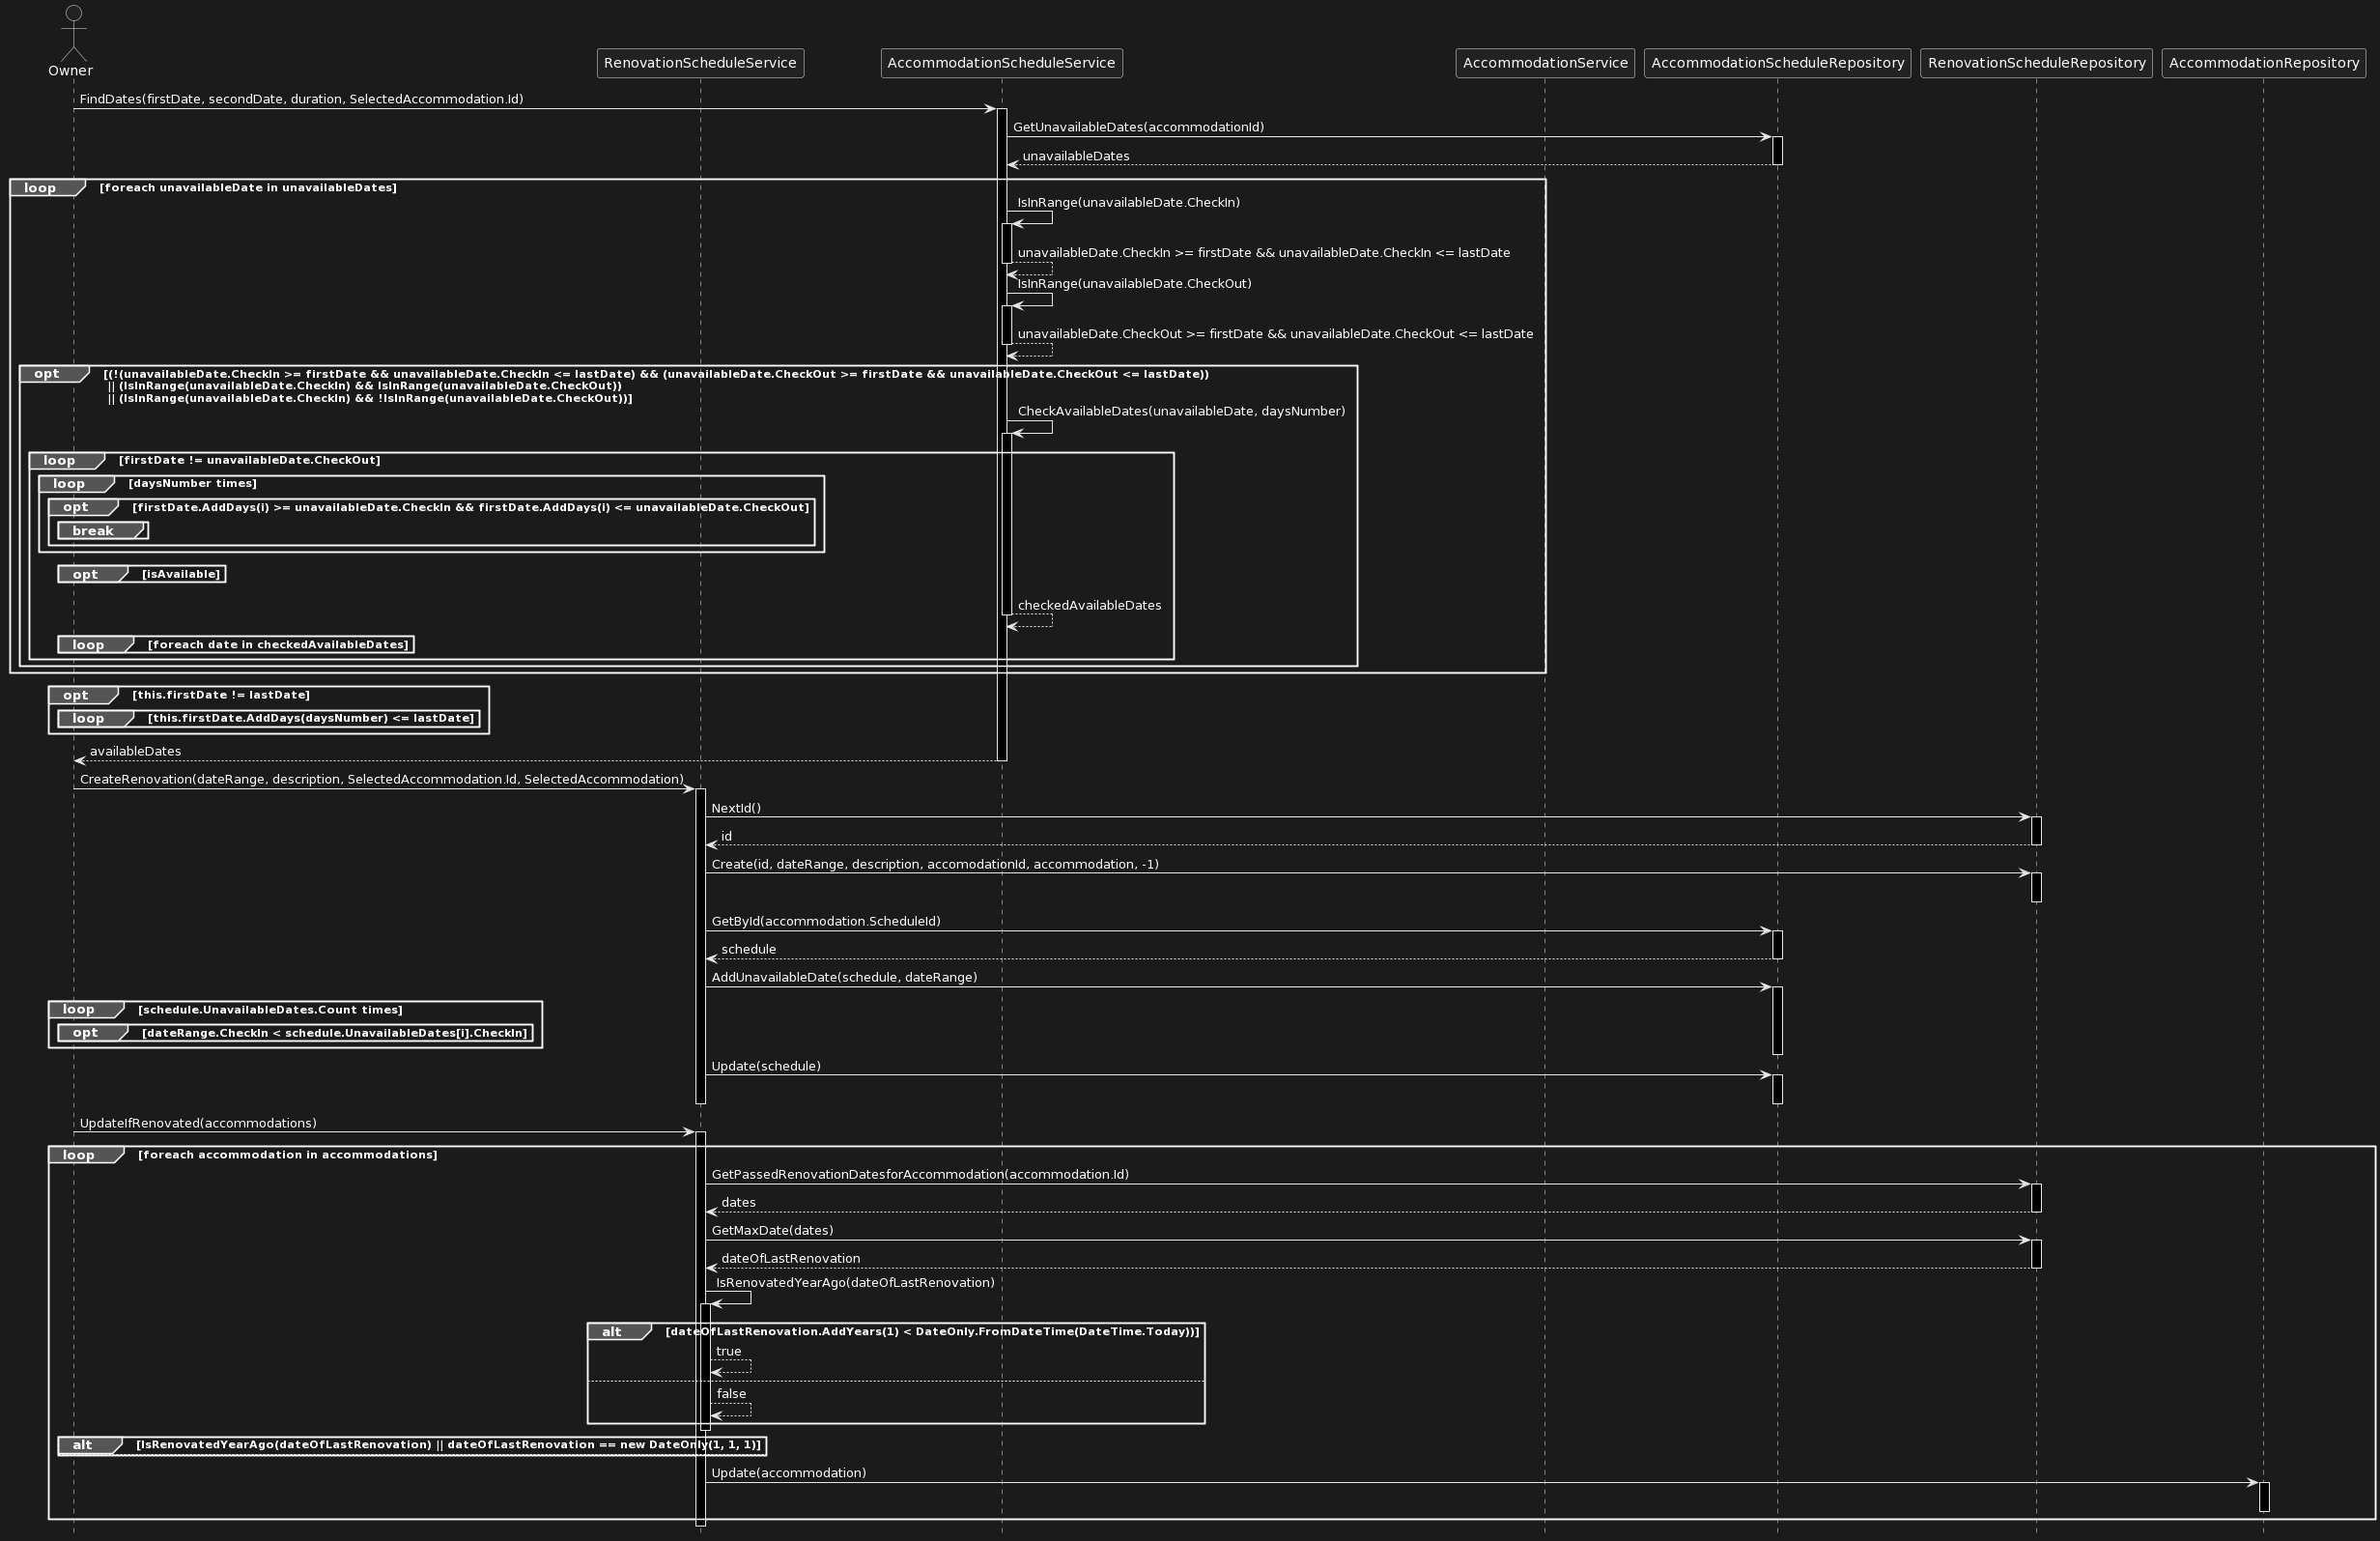 Owner
RenovationScheduleService
AccommodationScheduleService
AccommodationService
AccommodationScheduleRepository
RenovationScheduleRepository
AccommodationRepository
FindDates(firstDate, secondDate, duration, SelectedAccommodation.Id)
GetUnavailableDates(accommodationId)
unavailableDates
loop [foreach unavailableDate in unavailableDates]
IsInRange(unavailableDate.CheckIn)
unavailableDate.CheckIn >= firstDate && unavailableDate.CheckIn <= lastDate
IsInRange(unavailableDate.CheckOut)
unavailableDate.CheckOut >= firstDate && unavailableDate.CheckOut <= lastDate
opt [(!(unavailableDate.CheckIn >= firstDate && unavailableDate.CheckIn <= lastDate) && (unavailableDate.CheckOut >= firstDate && unavailableDate.CheckOut <= lastDate))
|| (IsInRange(unavailableDate.CheckIn) && IsInRange(unavailableDate.CheckOut))
|| (IsInRange(unavailableDate.CheckIn) && !IsInRange(unavailableDate.CheckOut))]
CheckAvailableDates(unavailableDate, daysNumber)
loop [firstDate != unavailableDate.CheckOut]
loop [daysNumber times]
opt [firstDate.AddDays(i) >= unavailableDate.CheckIn && firstDate.AddDays(i) <= unavailableDate.CheckOut]
break
opt [isAvailable]
checkedAvailableDates
loop [foreach date in checkedAvailableDates]
opt [this.firstDate != lastDate]
loop [this.firstDate.AddDays(daysNumber) <= lastDate]
availableDates
CreateRenovation(dateRange, description, SelectedAccommodation.Id, SelectedAccommodation)
NextId()
id
Create(id, dateRange, description, accomodationId, accommodation, -1)
GetById(accommodation.ScheduleId)
schedule
AddUnavailableDate(schedule, dateRange)
loop [schedule.UnavailableDates.Count times]
opt [dateRange.CheckIn < schedule.UnavailableDates[i].CheckIn]
Update(schedule)
UpdateIfRenovated(accommodations)
loop [foreach accommodation in accommodations]
GetPassedRenovationDatesforAccommodation(accommodation.Id)
dates
GetMaxDate(dates)
dateOfLastRenovation
IsRenovatedYearAgo(dateOfLastRenovation)
alt [dateOfLastRenovation.AddYears(1) < DateOnly.FromDateTime(DateTime.Today))]
true
false
alt [IsRenovatedYearAgo(dateOfLastRenovation) || dateOfLastRenovation == new DateOnly(1, 1, 1)]
Update(accommodation)